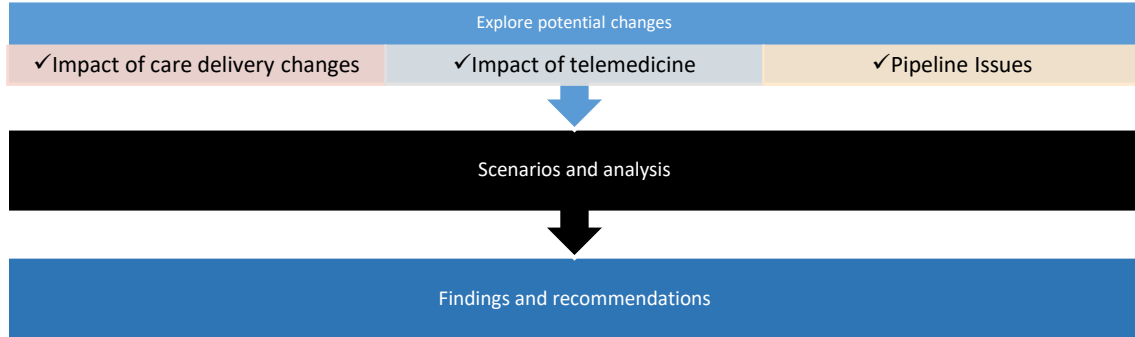 Explore potential changes
✓Impact of care delivery changes
✓Impact of telemedicine
✓Pipeline Issues
Scenarios and analysis
Findings and recommendations